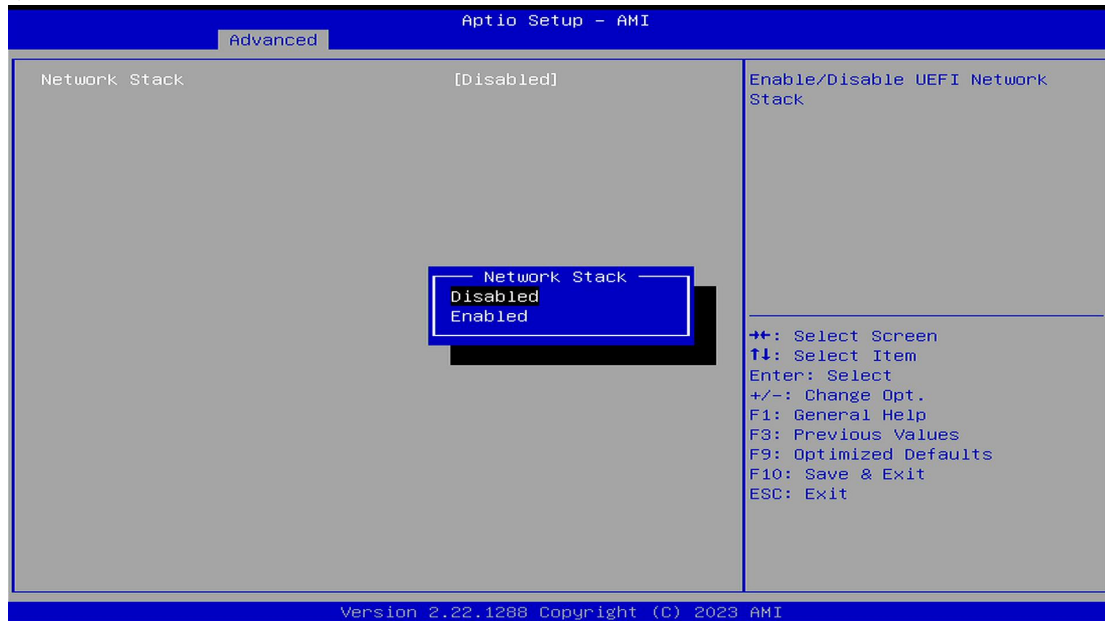 Aptio Setup – AMI
Advanced
Network Stack [Disabled]
Enable/Disable UEFI Network
Stack
Network Stack
Disabled
Enabled
→←: Select Screen
↑↓: Select Item
Enter: Select
+/-: Change Opt.
F1: General Help
F3: Previous Values
F9: Optimized Defaults
F10: Save & Exit
ESC: Exit
Version 2.22.1288 Copyright (C) 2023 AMI